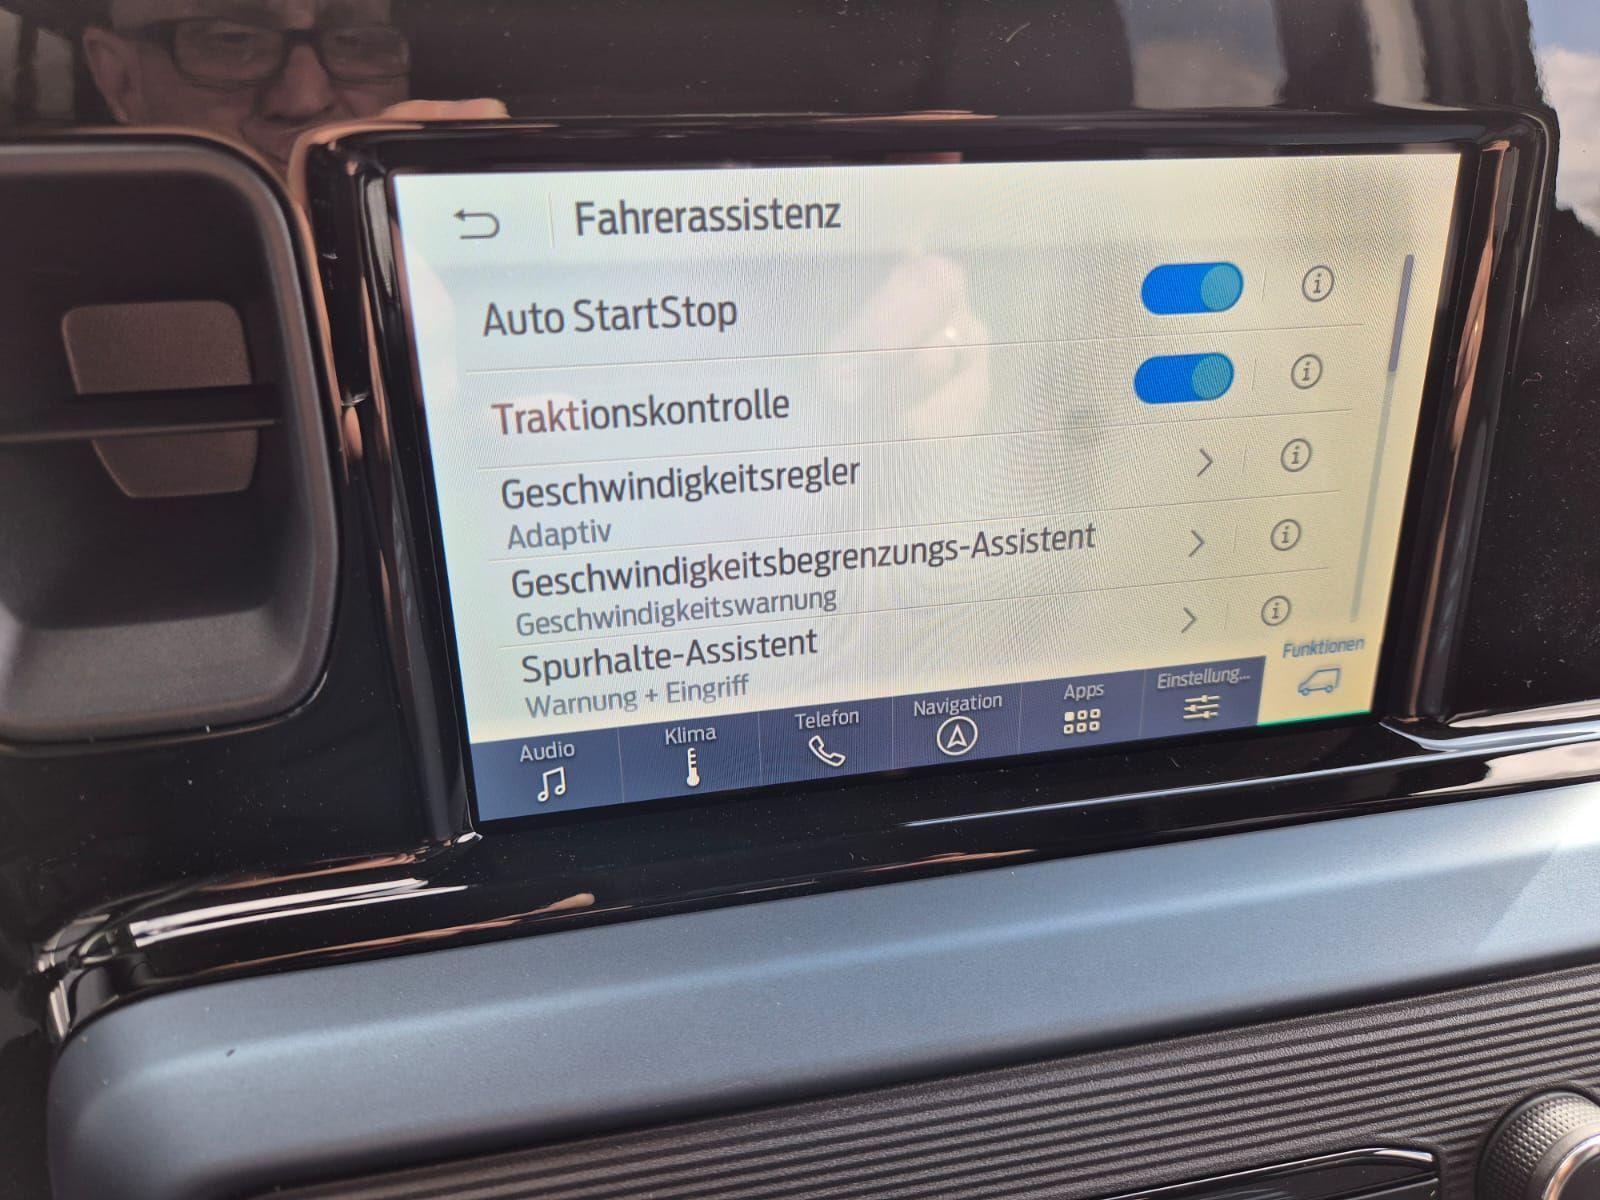 Fahrerassistenz
Auto StartStop
Traktionskontrolle
Geschwindigkeitsregler
Adaptiv
Geschwindigkeitsbegrenzungs-Assistent
Geschwindigkeitswarnung
Spurhalte-Assistent
Warnung + Eingriff
Audio
Klima
Telefon
Navigation
Apps
Einstellung...
Funktionen